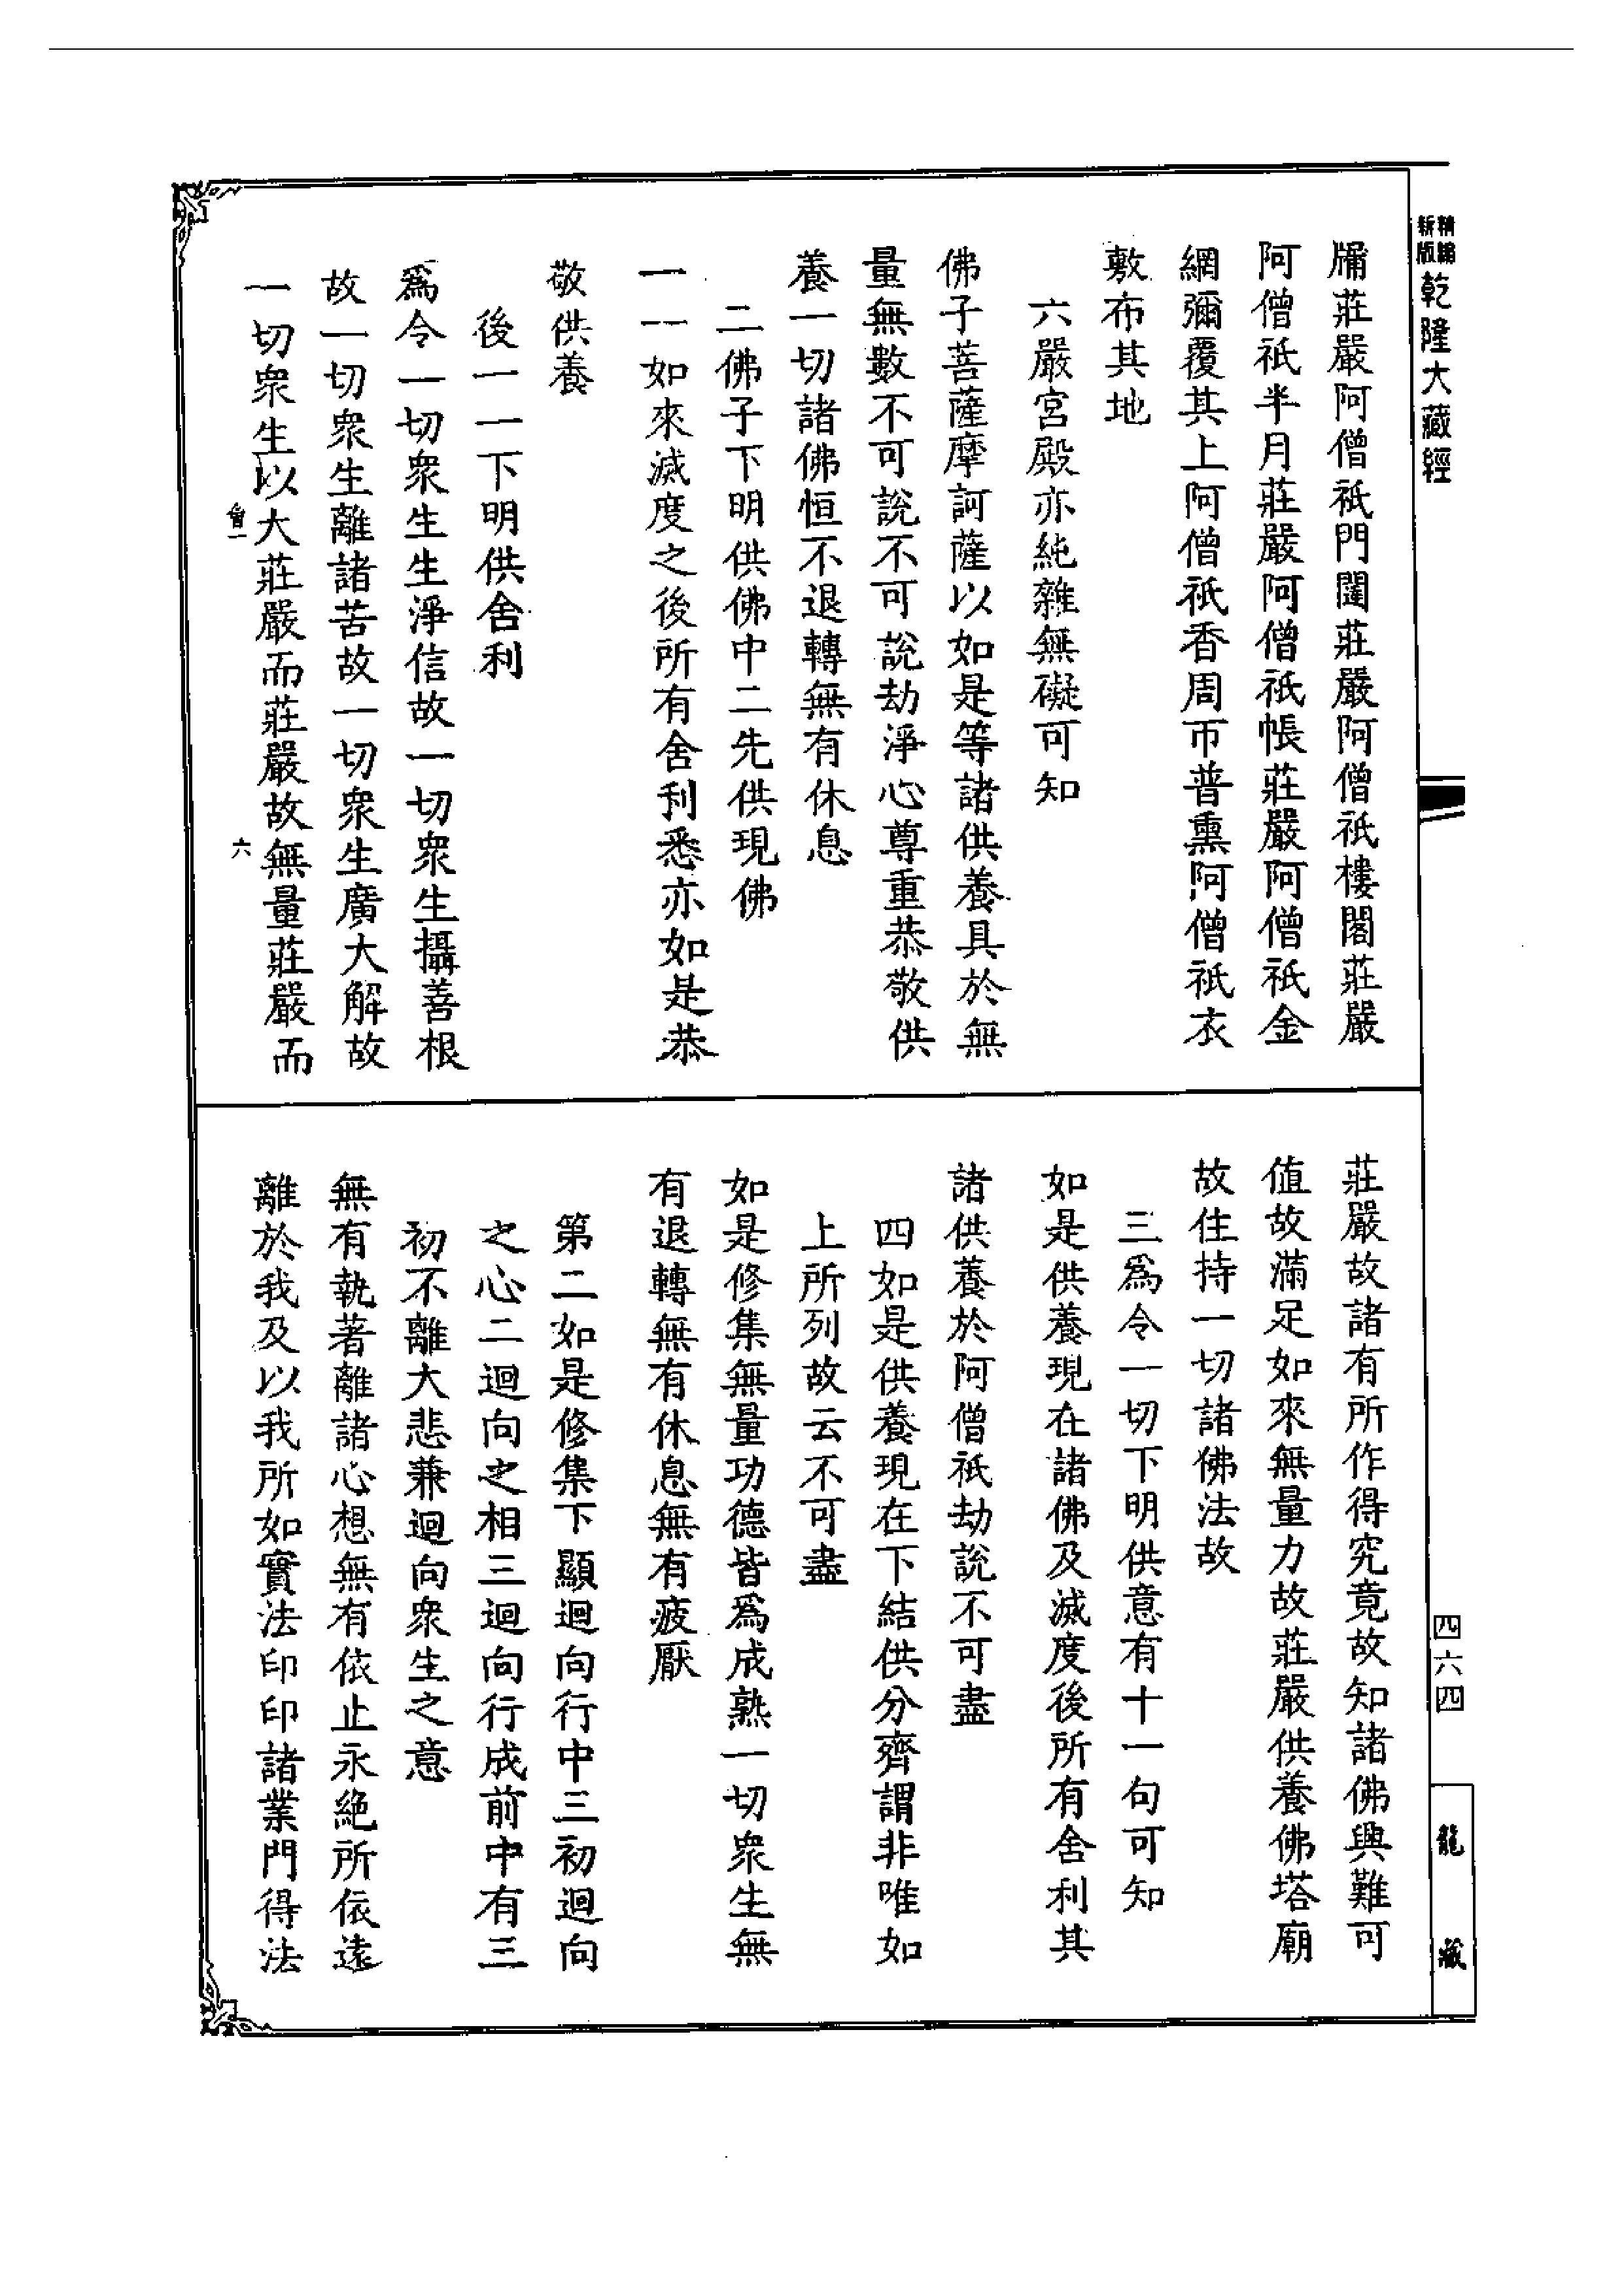 精編新版乾隆大藏經
牗莊嚴阿僧祇門闥莊嚴阿僧祇樓閣莊嚴
阿僧祇半月莊嚴阿僧祇帳莊嚴阿僧祇金
網彌覆其上阿僧祇香周帀普熏阿僧祇衣
敷布其地
六嚴宮殿亦純雜無礙可知
佛子菩薩摩訶薩以如是等諸供養具於無
量無數不可說不可說劫淨心尊重恭敬供
養一切諸佛恒不退轉無有休息
二佛子下明供佛中二先供現佛
一一如來滅度之後所有舍利悉亦如是恭
敬供養
後一一下明供舍利
爲令一切衆生生淨信故一切衆生攝善根
故一切衆生離諸苦故一切衆生廣大解故
一切衆生以大莊嚴而莊嚴故無量莊嚴而
會一
六
莊嚴故諸有所作得究竟故知諸佛興難可
值故滿足如來無量力故莊嚴供養佛塔廟
故住持一切諸佛法故
三爲令一切下明供意有十一句可知
如是供養現在諸佛及滅度後所有舍利其
諸供養於阿僧祇劫說不可盡
四如是供養現在下結供分齊謂非唯如
上所列故云不可盡
如是修集無量功德皆爲成熟一切衆生無
有退轉無有休息無有疲厭
第二如是修集下顯迴向行中三初迴向
之心二迴向之相三迴向行成前中有三
初不離大悲兼迴向衆生之意
無有執著離諸心想無有依止永絶所依遠
離於我及以我所如實法印印諸業門得法
四六四
龍藏